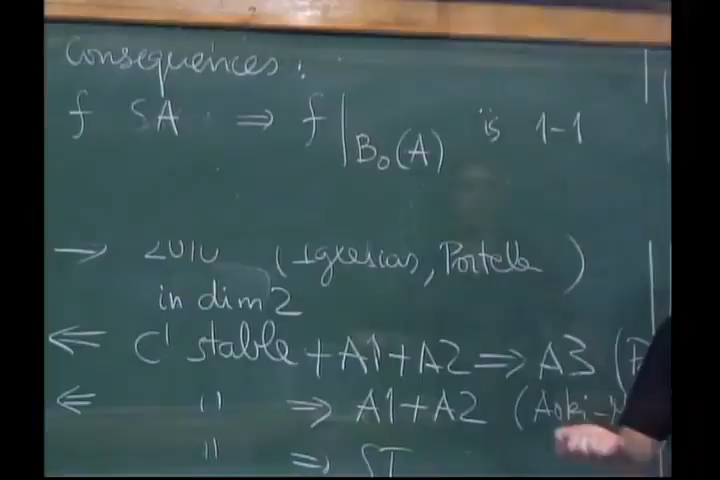 Consequences:
f SA ⇒ f|B₀(A) is 1-1
→ 2010 (Iglesias, Portela)
in dim 2
⇐ C¹ stable + A1 + A2 ⇒ A3 (
⇐ " ⇒ A1 + A2 (Aoki-
" ⇒